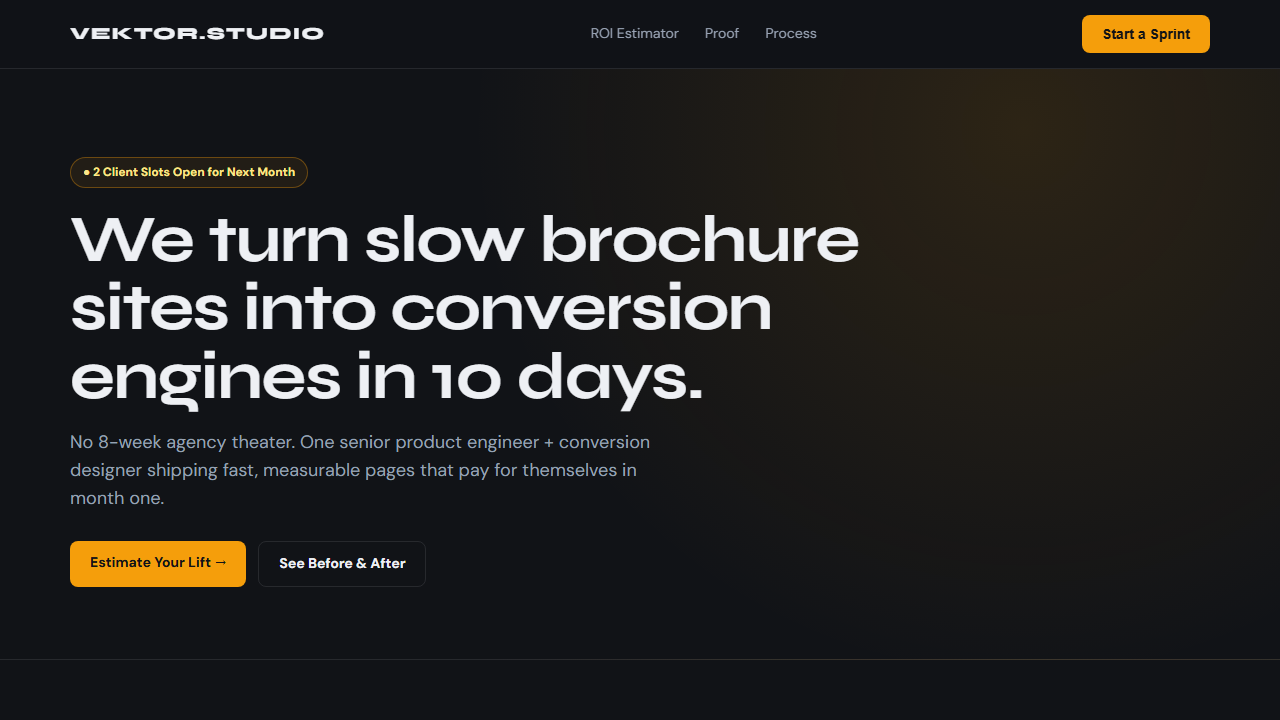 VEKTOR.STUDIO
ROI Estimator
Proof
Process
Start a Sprint
● 2 Client Slots Open for Next Month
We turn slow brochure
sites into conversion
engines in 10 days.
No 8-week agency theater. One senior product engineer + conversion
designer shipping fast, measurable pages that pay for themselves in
month one.
Estimate Your Lift →
See Before & After